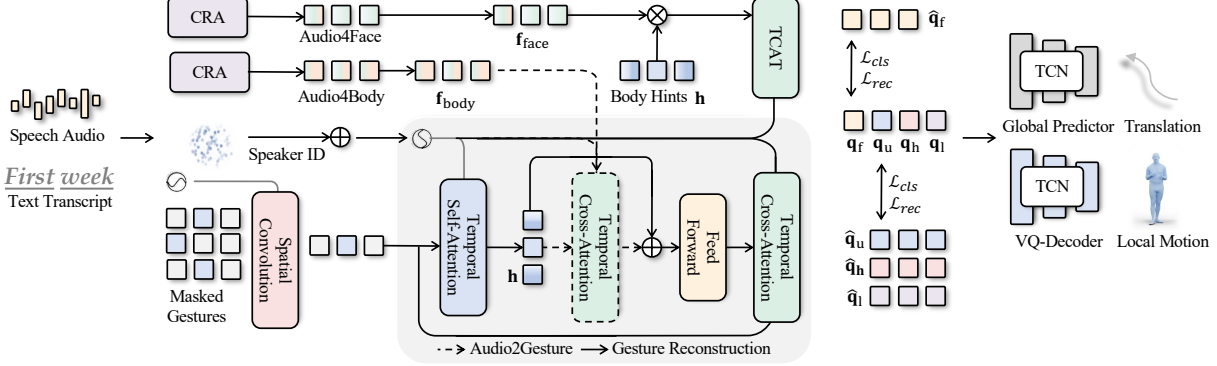 CRA
Audio4Face
f_face
TCAT
CRA
Audio4Body
f_body
Body Hints h
Speech Audio
Speaker ID
First week
Text Transcript
Masked
Gestures
Spatial
Convolution
Temporal
Self-Attention
h
Temporal
Cross-Attention
Feed
Forward
Temporal
Cross-Attention
Audio2Gesture
Gesture Reconstruction
q̂_f
ℒ_cls
ℒ_rec
q_f q_u q_h q_l
ℒ_cls
ℒ_rec
q̂_u
q̂_h
q̂_l
TCN
Global Predictor
Translation
TCN
VQ-Decoder
Local Motion